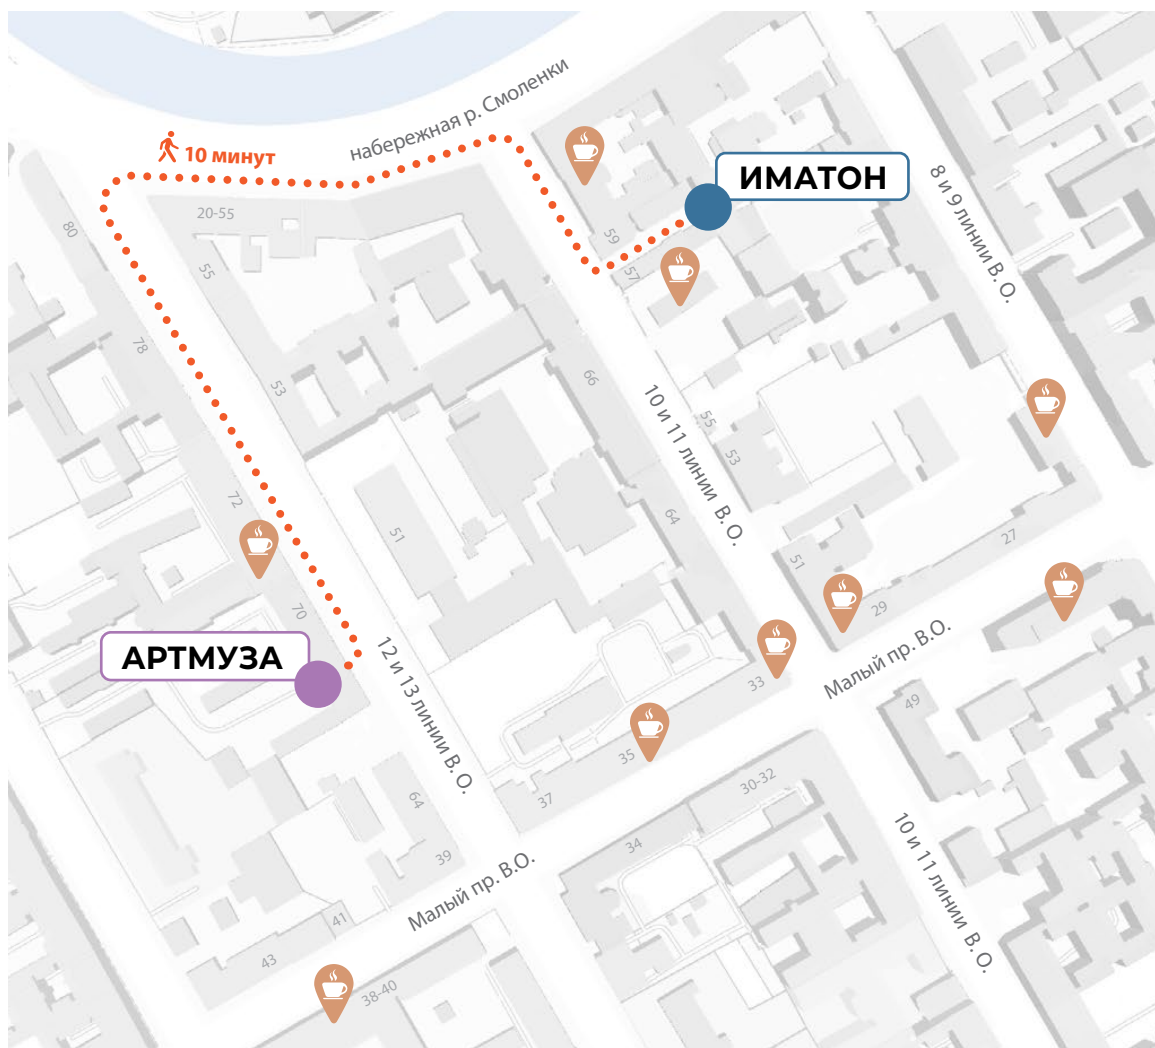 набережная р. Смоленки
10 минут
ИМАТОН
8 и 9 линии В. О.
20-55
80
55
59
57
78
53
66
10 и 11 линии В. О.
55
53
72
51
64
51
27
29
70
АРТМУЗА
12 и 13 линии В. О.
33
Малый пр. В.О.
49
35
37
30-32
64
39
34
10 и 11 линии В. О.
Малый пр. В.О.
41
43
38-40